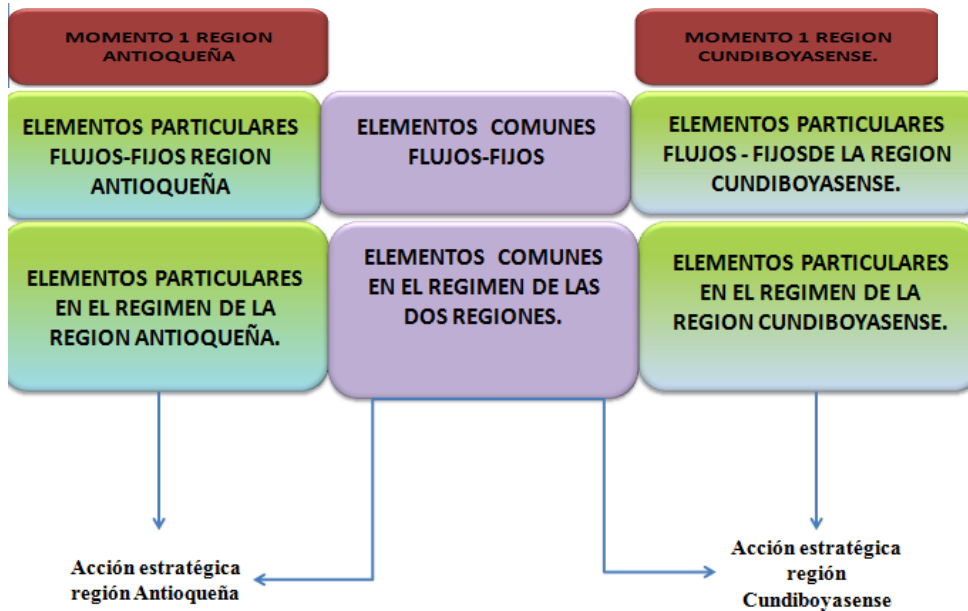 MOMENTO 1 REGION
ANTIOQUEÑA
MOMENTO 1 REGION
CUNDIBOYASENSE.
ELEMENTOS PARTICULARES
FLUJOS-FIJOS REGION
ANTIOQUEÑA
ELEMENTOS COMUNES
FLUJOS-FIJOS
ELEMENTOS PARTICULARES
FLUJOS - FIJOSDE LA REGION
CUNDIBOYASENSE.
ELEMENTOS PARTICULARES
EN EL REGIMEN DE LA
REGION ANTIOQUEÑA.
ELEMENTOS COMUNES
EN EL REGIMEN DE LAS
DOS REGIONES.
ELEMENTOS PARTICULARES
EN EL REGIMEN DE LA
REGION CUNDIBOYASENSE.
Acción estratégica
región Antioqueña
Acción estratégica
región
Cundiboyasense